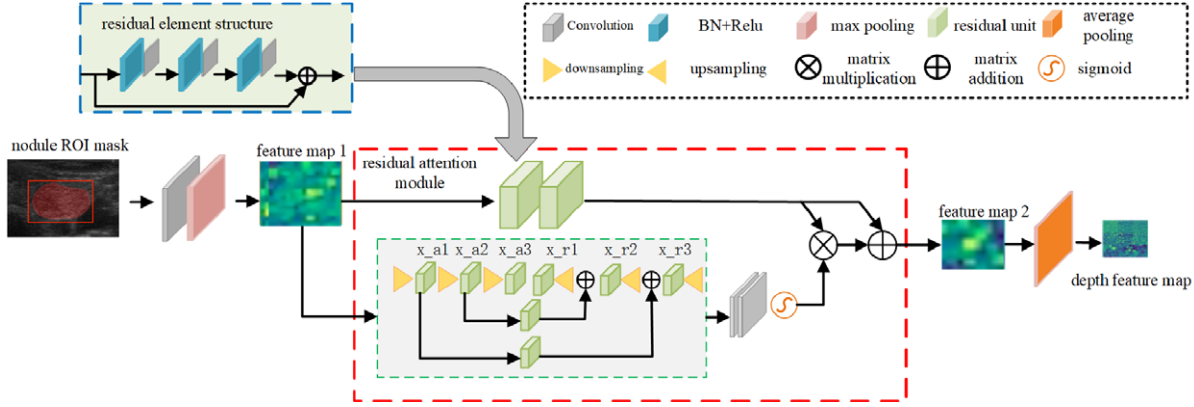 residual element structure
Convolution
BN+Relu
max pooling
residual unit
average
pooling
downsampling
upsampling
matrix
multiplication
matrix
addition
sigmoid
nodule ROI mask
feature map 1
residual attention
module
x_a1 x_a2 x_a3 x_r1 x_r2 x_r3
feature map 2
depth feature map